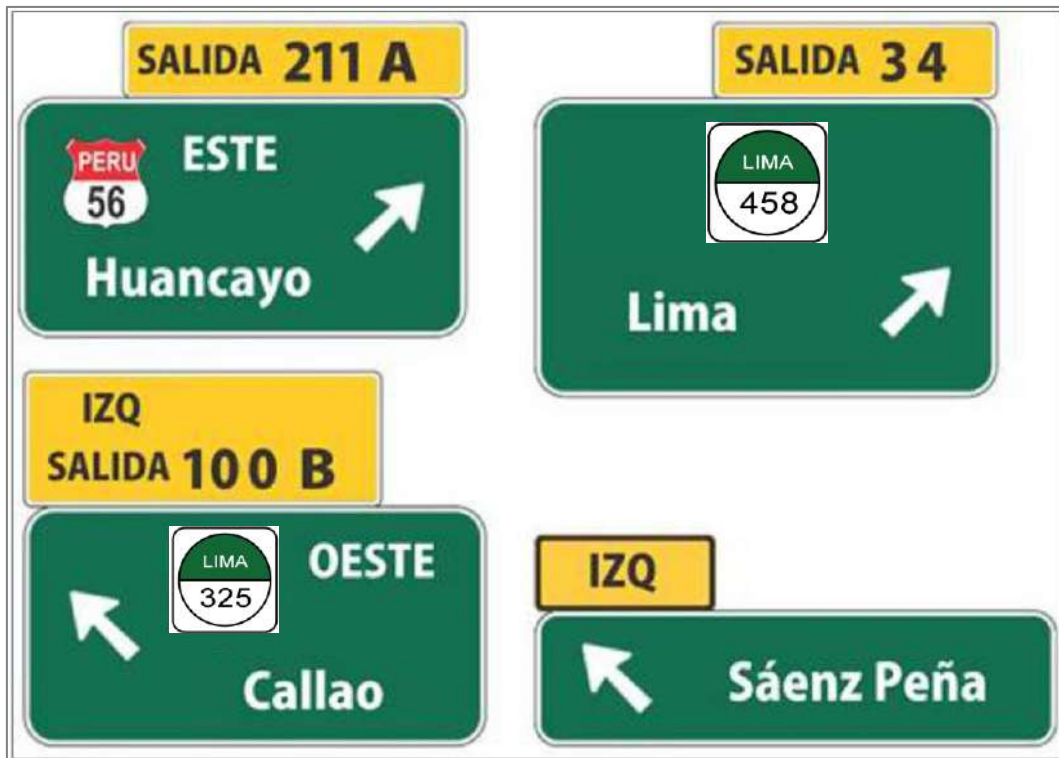 SALIDA 211 A
PERU
56
ESTE
Huancayo
SALIDA 34
LIMA
458
Lima
IZQ
SALIDA 100 B
LIMA
325
OESTE
Callao
IZQ
Sáenz Peña